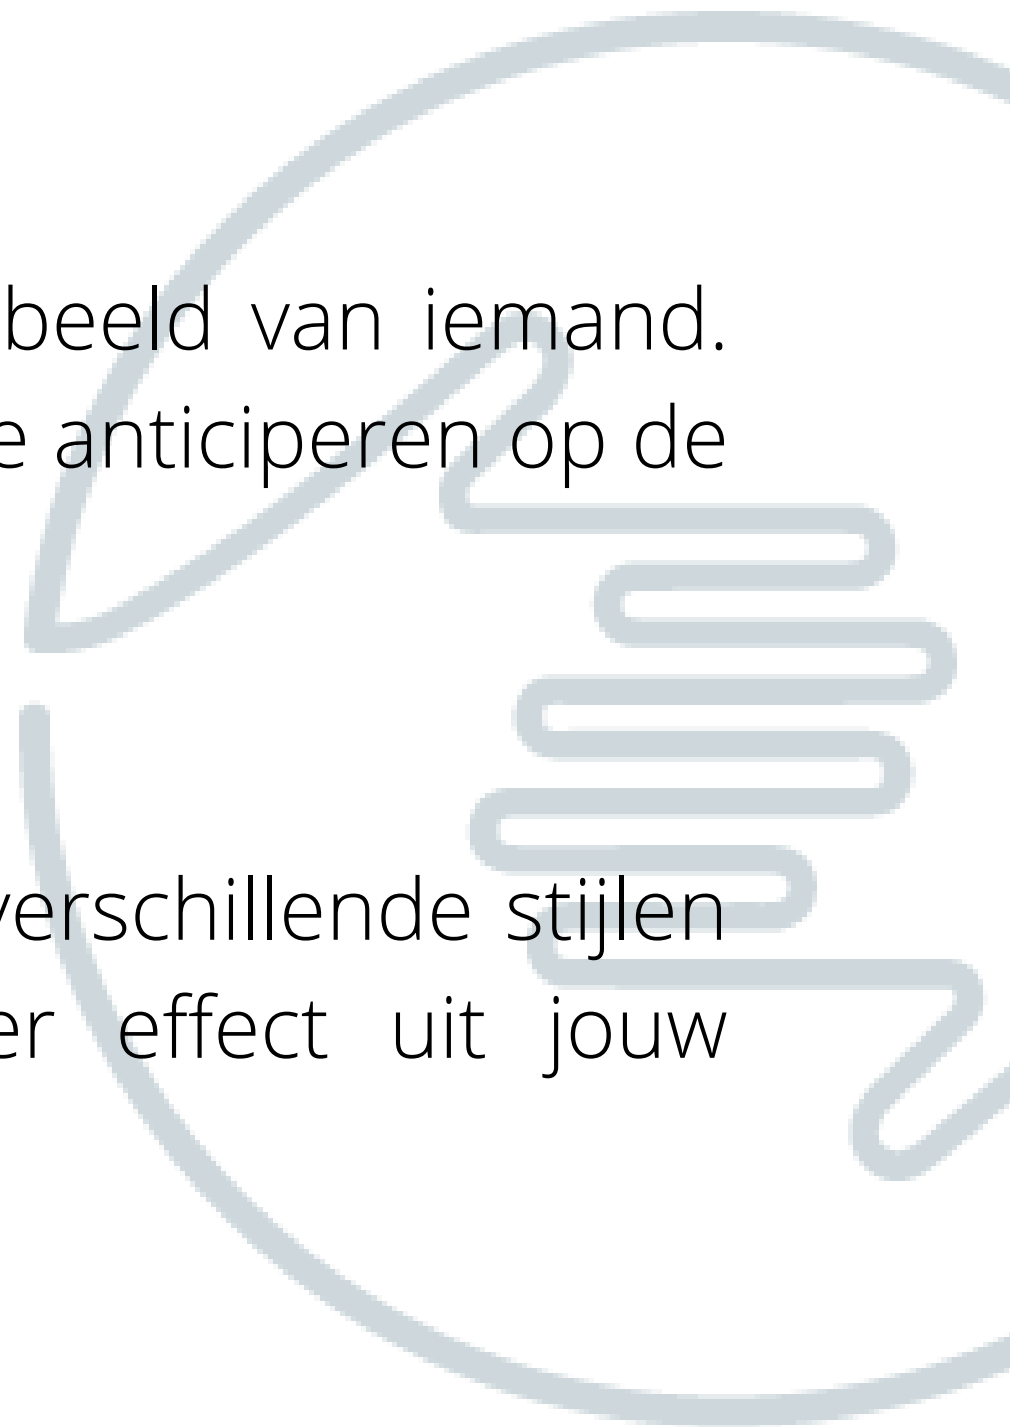 beeld van iemand.
e anticiperen op de
verschillende stijlen
er effect uit jouw